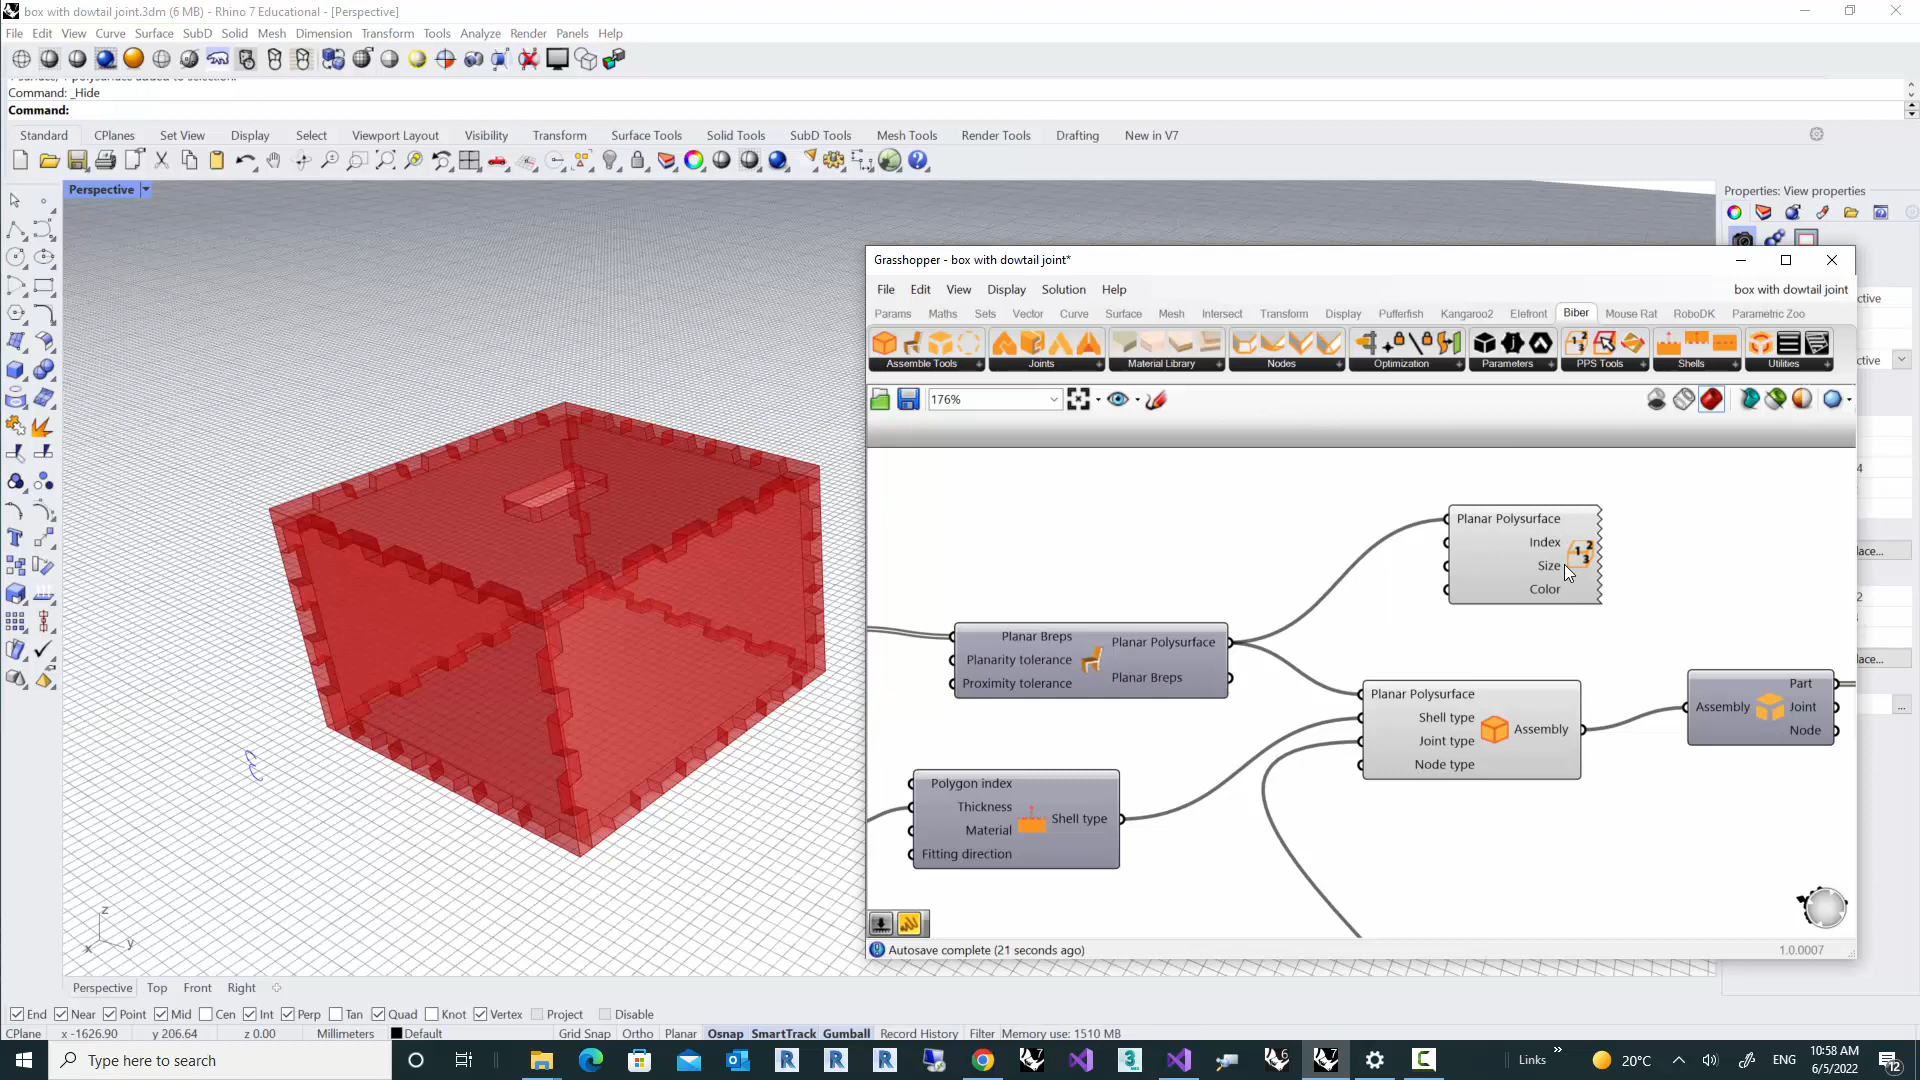 box with dowtail joint.3dm (6 MB) - Rhino 7 Educational - [Perspective]
File Edit View Curve Surface SubD Solid Mesh Dimension Transform Tools Analyze Render Panels Help
Command: _Hide
Command:
Standard CPlanes Set View Display Select Viewport Layout Visibility Transform Surface Tools Solid Tools SubD Tools Mesh Tools Render Tools Drafting New in V7
Perspective
Properties: View properties
Grasshopper - box with dowtail joint*
File Edit View Display Solution Help box with dowtail joint
Params Maths Sets Vector Curve Surface Mesh Intersect Transform Display Pufferfish Kangaroo2 Elefront Biber Mouse Rat RoboDK Parametric Zoo
Assemble Tools Joints Material Library Nodes Optimization Parameters PPS Tools Shells Utilities
176%
Planar Polysurface
Index
Size
Color
Planar Breps
Planarity tolerance
Proximity tolerance
Planar Polysurface
Planar Breps
Planar Polysurface
Shell type
Joint type
Node type
Assembly
Assembly
Part
Joint
Node
Polygon index
Thickness
Material
Fitting direction
Shell type
Autosave complete (21 seconds ago) 1.0.0007
z
x y
Perspective Top Front Right
End Near Point Mid Cen Int Perp Tan Quad Knot Vertex Project Disable
CPlane x -1626.90 y 206.64 z 0.00 Millimeters Default Grid Snap Ortho Planar Osnap SmartTrack Gumball Record History Filter Memory use: 1510 MB
Type here to search
Links
20°C
ENG
10:58 AM
6/5/2022
12